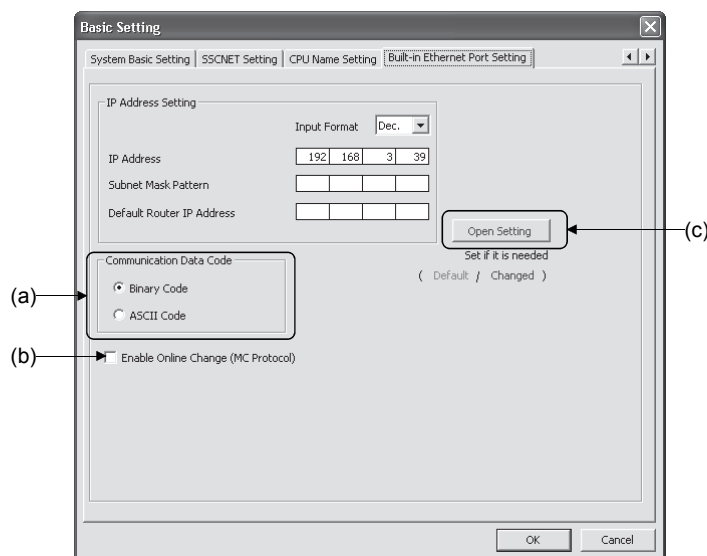 Basic Setting
System Basic Setting SSCNET Setting CPU Name Setting Built-in Ethernet Port Setting
IP Address Setting
Input Format Dec.
IP Address 192 168 3 39
Subnet Mask Pattern
Default Router IP Address
Open Setting (c)
Set if it is needed
( Default / Changed )
Communication Data Code
(a) Binary Code
ASCII Code
(b) Enable Online Change (MC Protocol)
OK Cancel